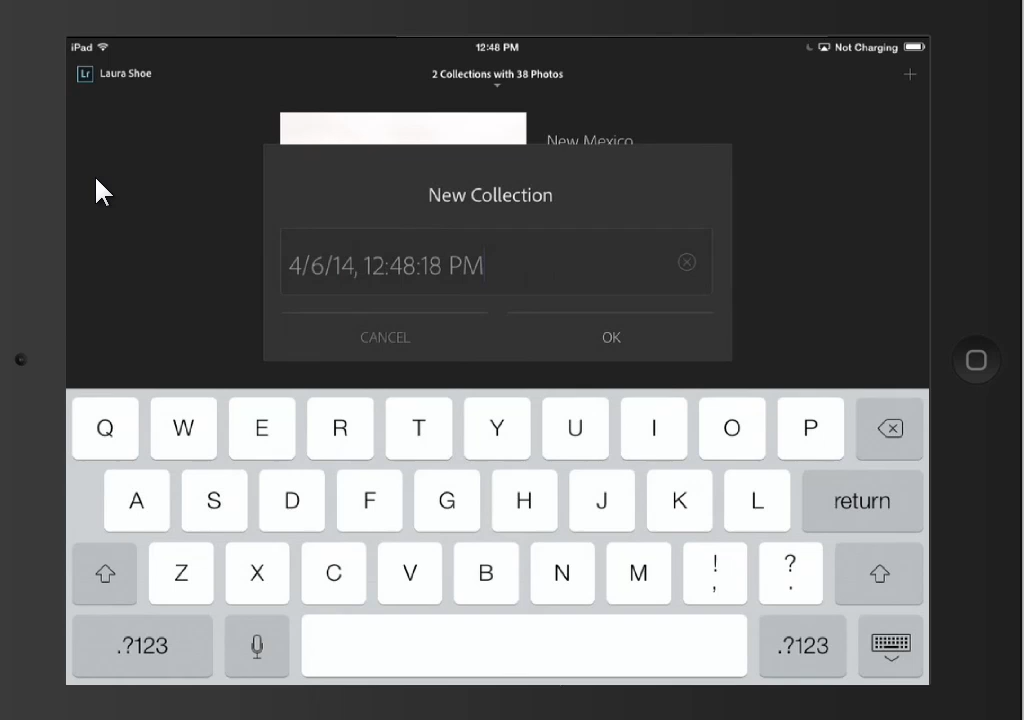 iPad 12:48 PM Not Charging
Lr Laura Shoe 2 Collections with 38 Photos +
New Mexico
New Collection
4/6/14, 12:48:18 PM
CANCEL OK
Q W E R T Y U I O P
A S D F G H J K L return
Z X C V B N M ! , ? .
.?123 .?123